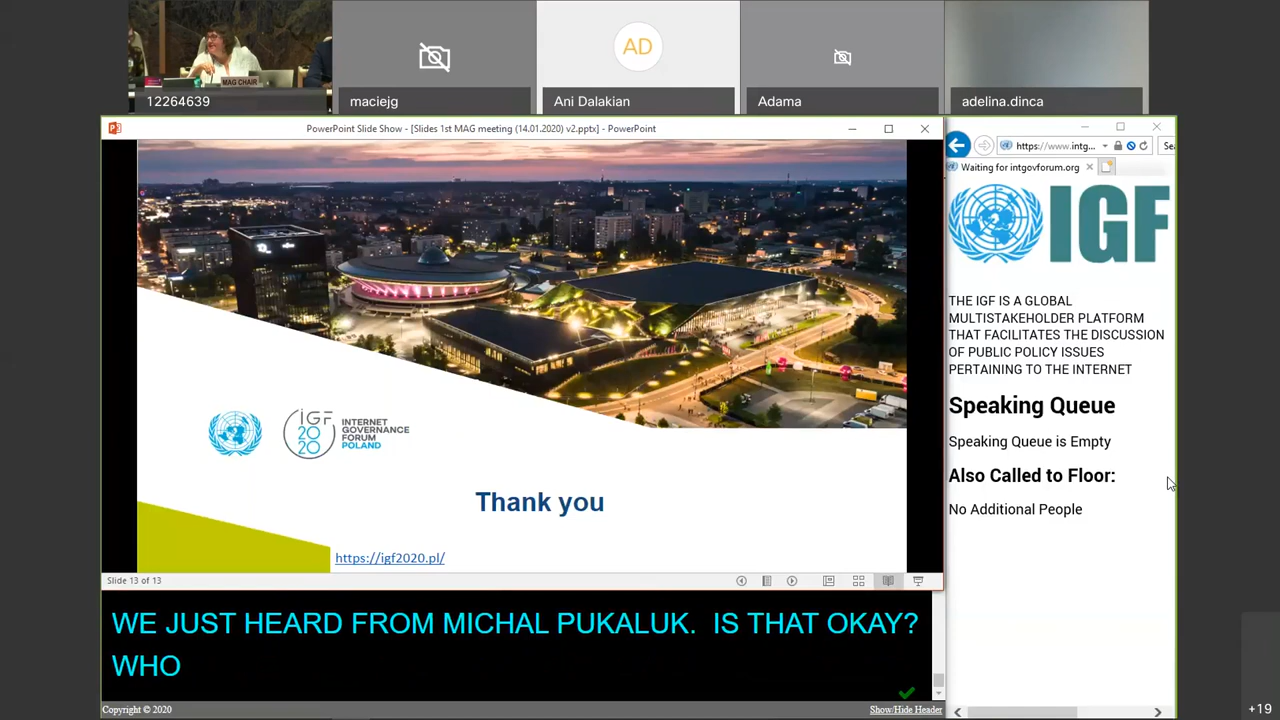 MAG CHAIR
12264639
maciejg
AD
Ani Dalakian
Adama
adelina.dinca
PowerPoint Slide Show - [Slides 1st MAG meeting (14.01.2020) v2.pptx] - PowerPoint
IGF
2020
INTERNET
GOVERNANCE
FORUM
POLAND
Thank you
https://igf2020.pl/
Slide 13 of 13
https://www.intg...
Sea
Waiting for intgovforum.org
IGF
THE IGF IS A GLOBAL
MULTISTAKEHOLDER PLATFORM
THAT FACILITATES THE DISCUSSION
OF PUBLIC POLICY ISSUES
PERTAINING TO THE INTERNET
Speaking Queue
Speaking Queue is Empty
Also Called to Floor:
No Additional People
WE JUST HEARD FROM MICHAL PUKALUK. IS THAT OKAY?
WHO
Copyright © 2020
Show/Hide Header
+19